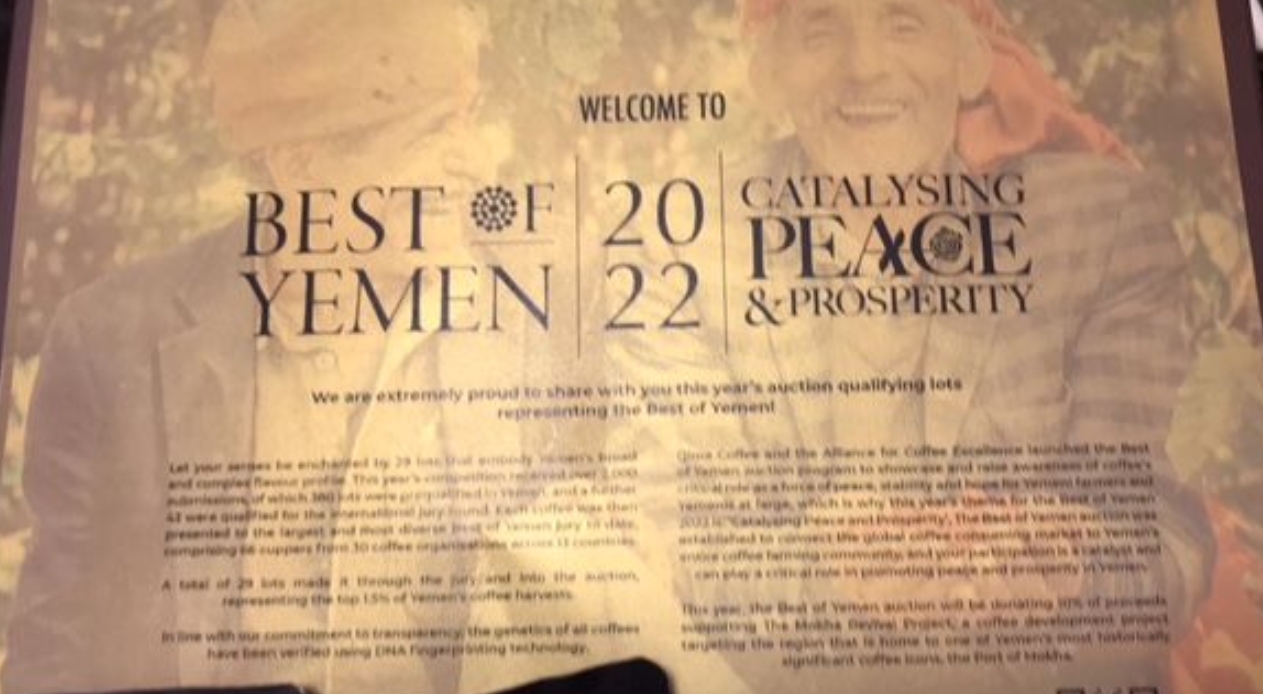 WELCOME TO
BEST OF
YEMEN
20
22
CATALYSING
PEACE
& PROSPERITY
We are extremely proud to share with you this year's auction qualifying lots
representing the Best of Yemen!
Let your senses be enchanted by 29 lots that embody Yemen's broad
and complex flavour profile. This year's competition received over
submissions, of which were prequalified in Yemen, and a further
were qualified for the international jury round. Each coffee was then
presented to the largest and most diverse Best of Yemen jury to date,
comprising cuppers from 30 coffee organisations across countries.
A total of 29 lots made it through the jury and into the auction,
representing the top 1.5% of Yemen's coffee harvests.
In line with our commitment to transparency, the genetics of all coffees
have been verified using DNA fingerprinting technology.
Qima Coffee and the Alliance for Coffee Excellence launched the Best
of Yemen auction program to showcase and raise awareness of coffee's
critical role as a force of peace, stability and hope for Yemeni farmers and
Yemenis at large, which is why this year's theme for the Best of Yemen
2022 is 'Catalysing Peace and Prosperity'. The Best of Yemen auction was
established to connect the global coffee consuming market to Yemen's
entire coffee farming community, and your participation is a catalyst and
can play a critical role in promoting peace and prosperity in Yemen.
This year, the Best of Yemen auction will be donating 10% of proceeds
supporting The Mokha Revival Project, a coffee development project
targeting the region that is home to one of Yemen's most historically
significant coffee icons, the Port of Mokha.